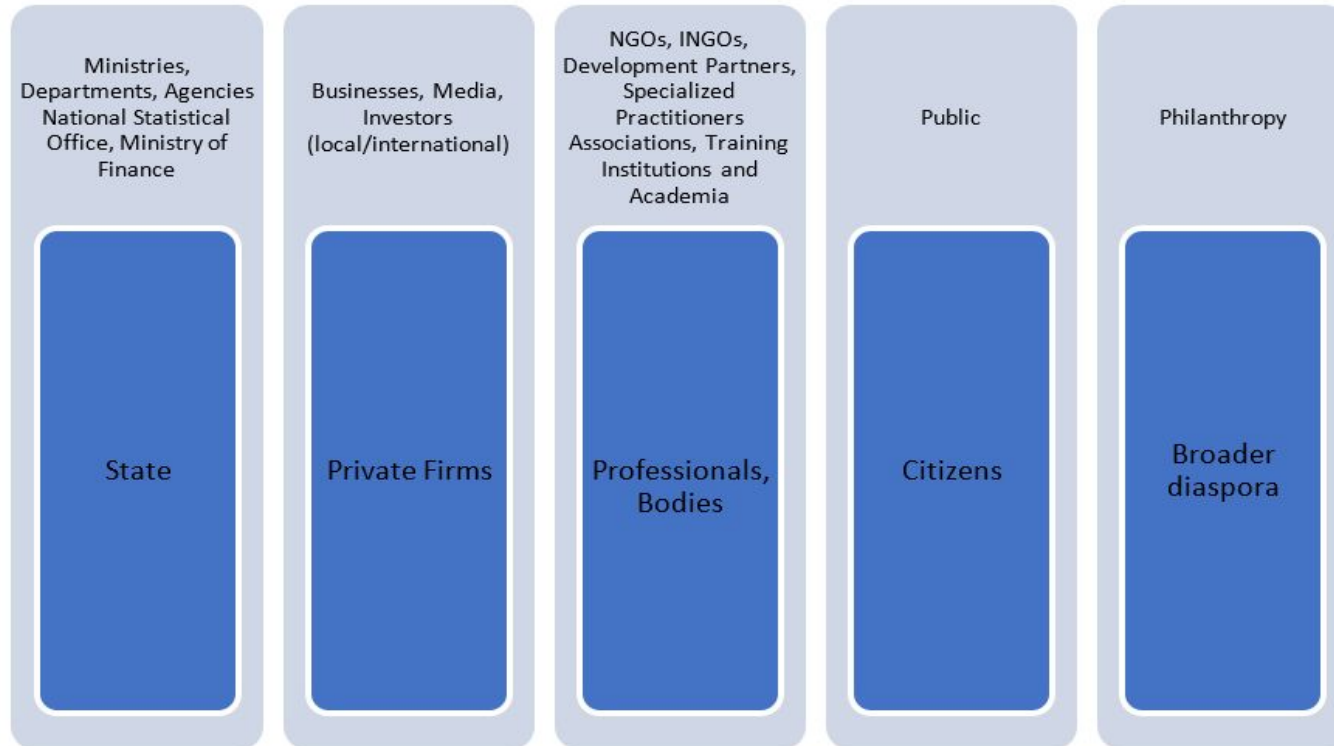 Ministries,
Departments, Agencies
National Statistical
Office, Ministry of
Finance
State
Businesses, Media,
Investors
(local/international)
Private Firms
NGOs, INGOs,
Development Partners,
Specialized
Practitioners
Associations, Training
Institutions and
Academia
Professionals,
Bodies
Public
Citizens
Philanthropy
Broader
diaspora